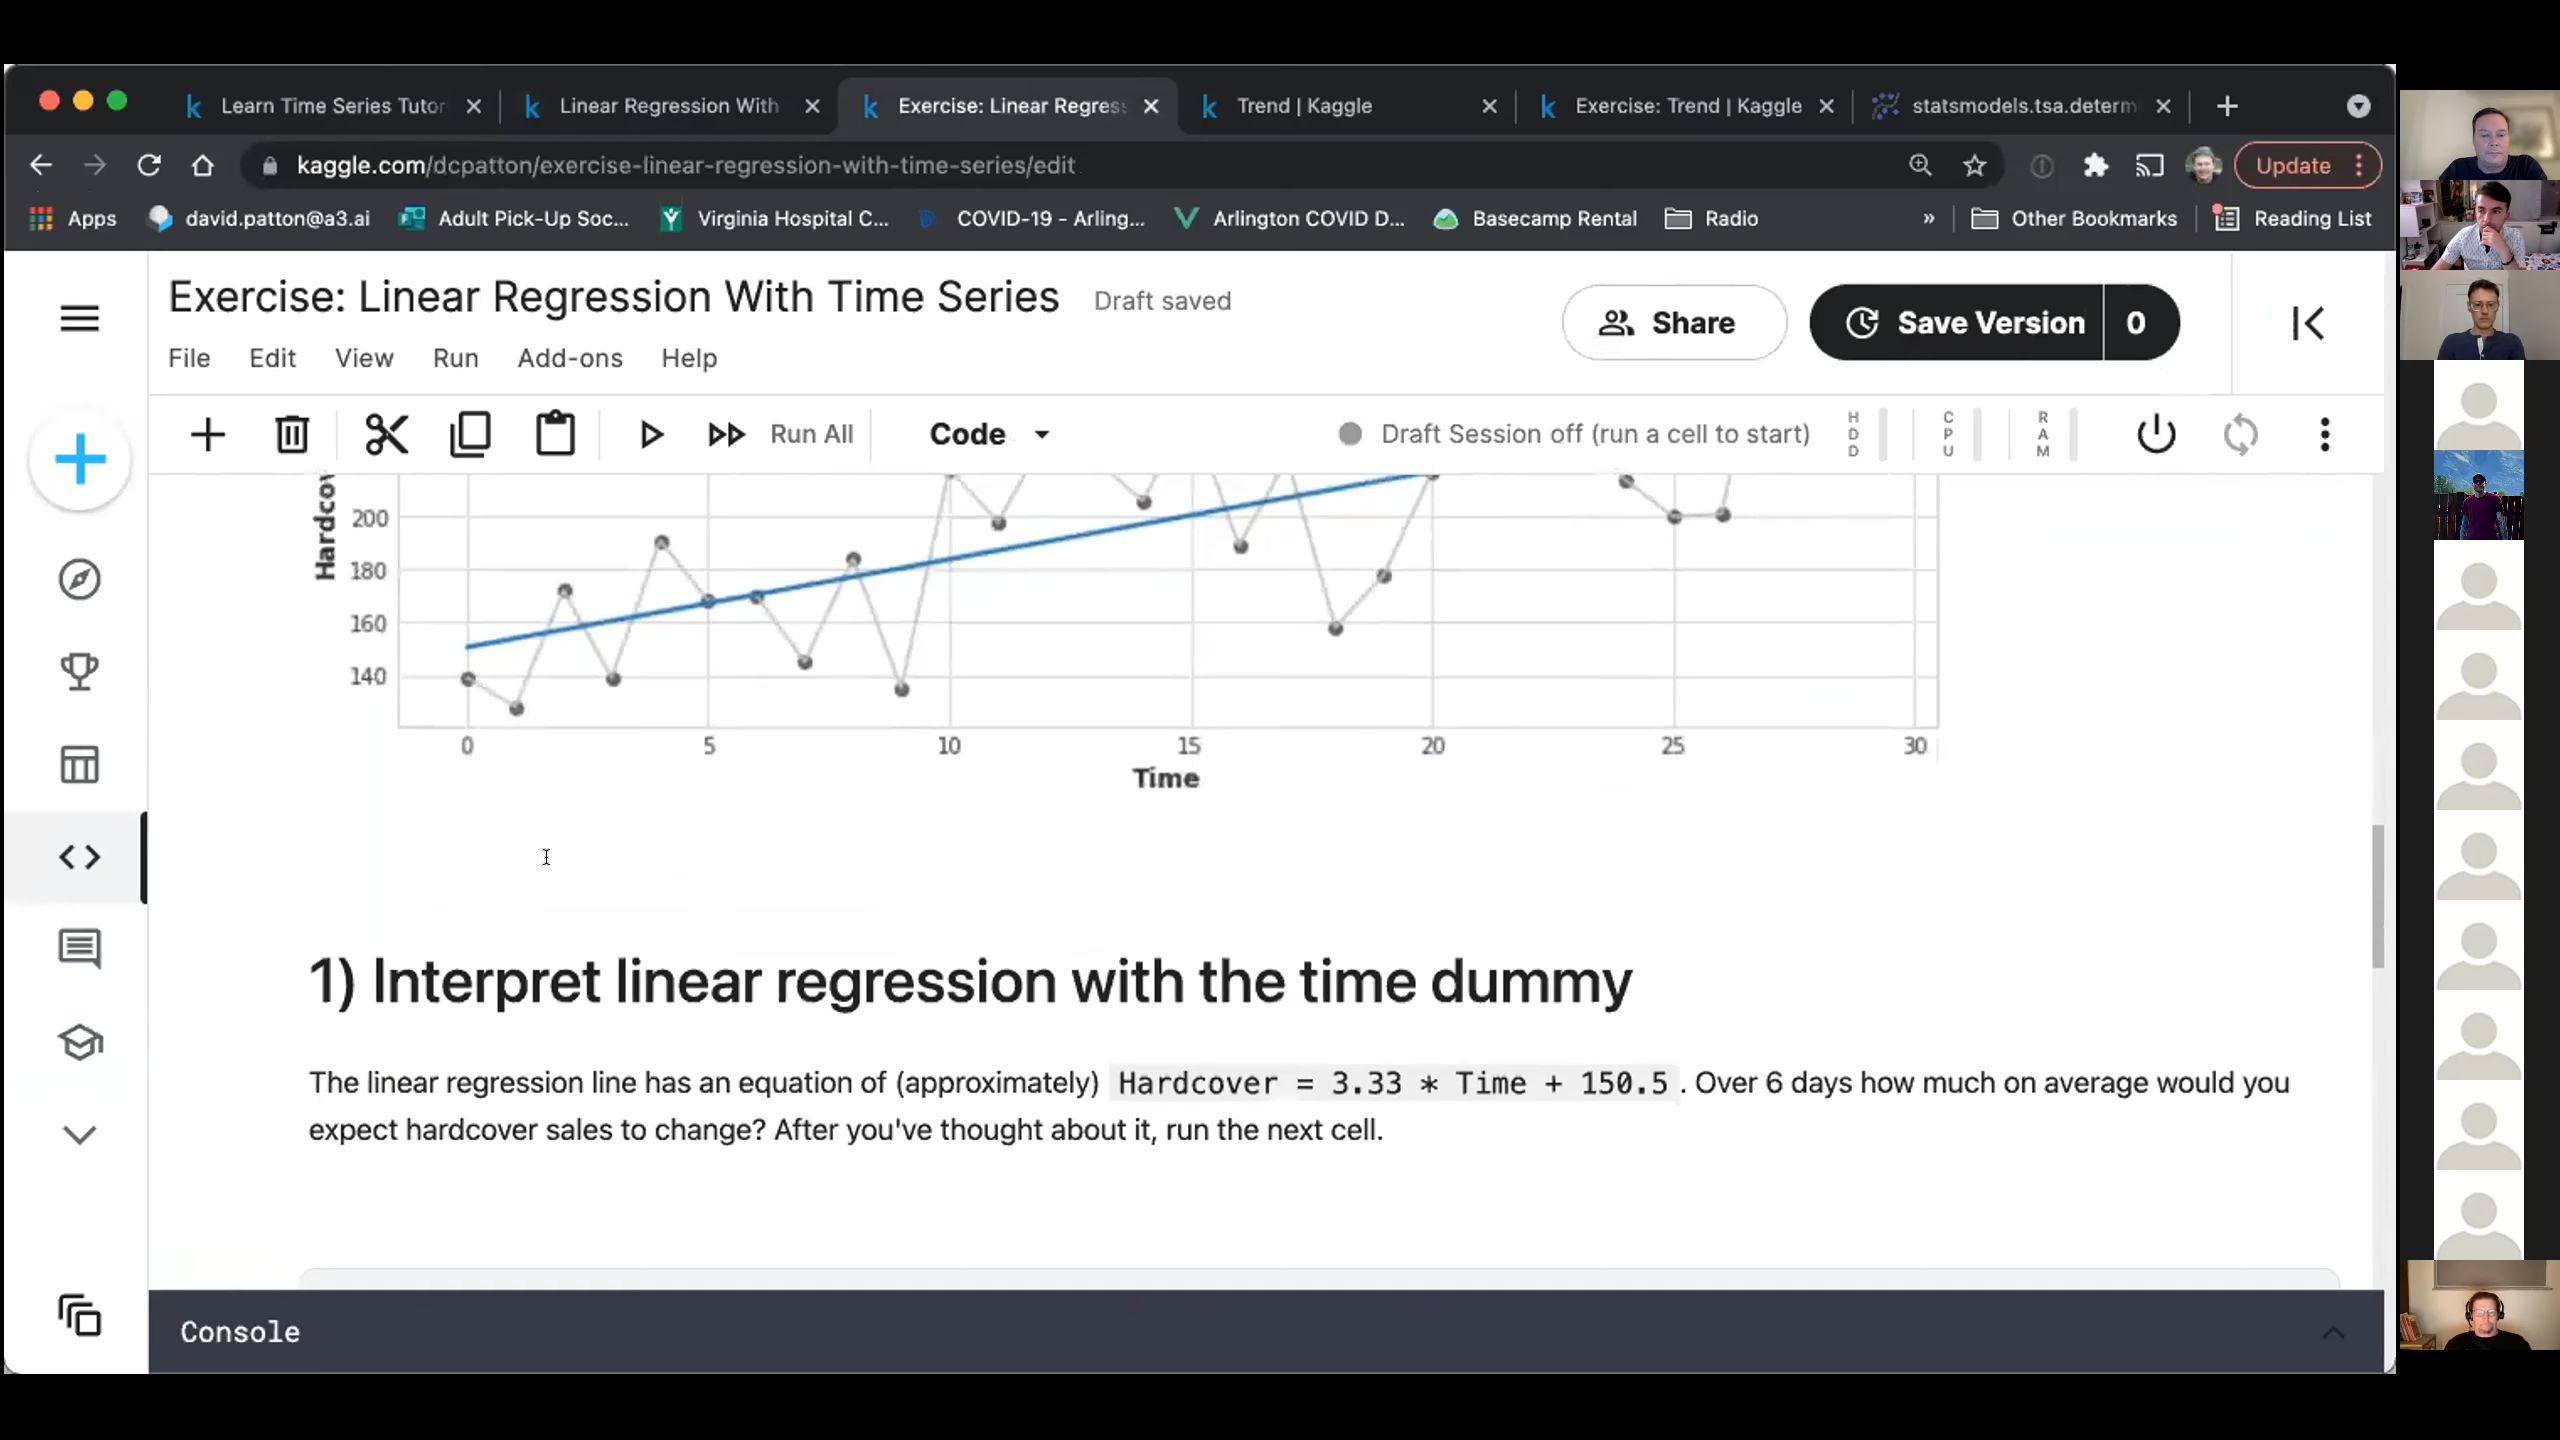 Learn Time Series Tutor
Linear Regression With
Exercise: Linear Regress
Trend | Kaggle
Exercise: Trend | Kaggle
statsmodels.tsa.determ
kaggle.com/dcpatton/exercise-linear-regression-with-time-series/edit
Update
Apps
david.patton@a3.ai
Adult Pick-Up Soc...
Virginia Hospital C...
COVID-19 - Arling...
Arlington COVID D...
Basecamp Rental
Radio
»
Other Bookmarks
Reading List
Exercise: Linear Regression With Time Series
Draft saved
Share
Save Version
0
File
Edit
View
Run
Add-ons
Help
Run All
Code
Draft Session off (run a cell to start)
HDD
CPU
RAM
Hardcov
200
180
160
140
0
5
10
15
20
25
30
Time
1) Interpret linear regression with the time dummy
The linear regression line has an equation of (approximately) Hardcover = 3.33 * Time + 150.5 . Over 6 days how much on average would you
expect hardcover sales to change? After you've thought about it, run the next cell.
Console